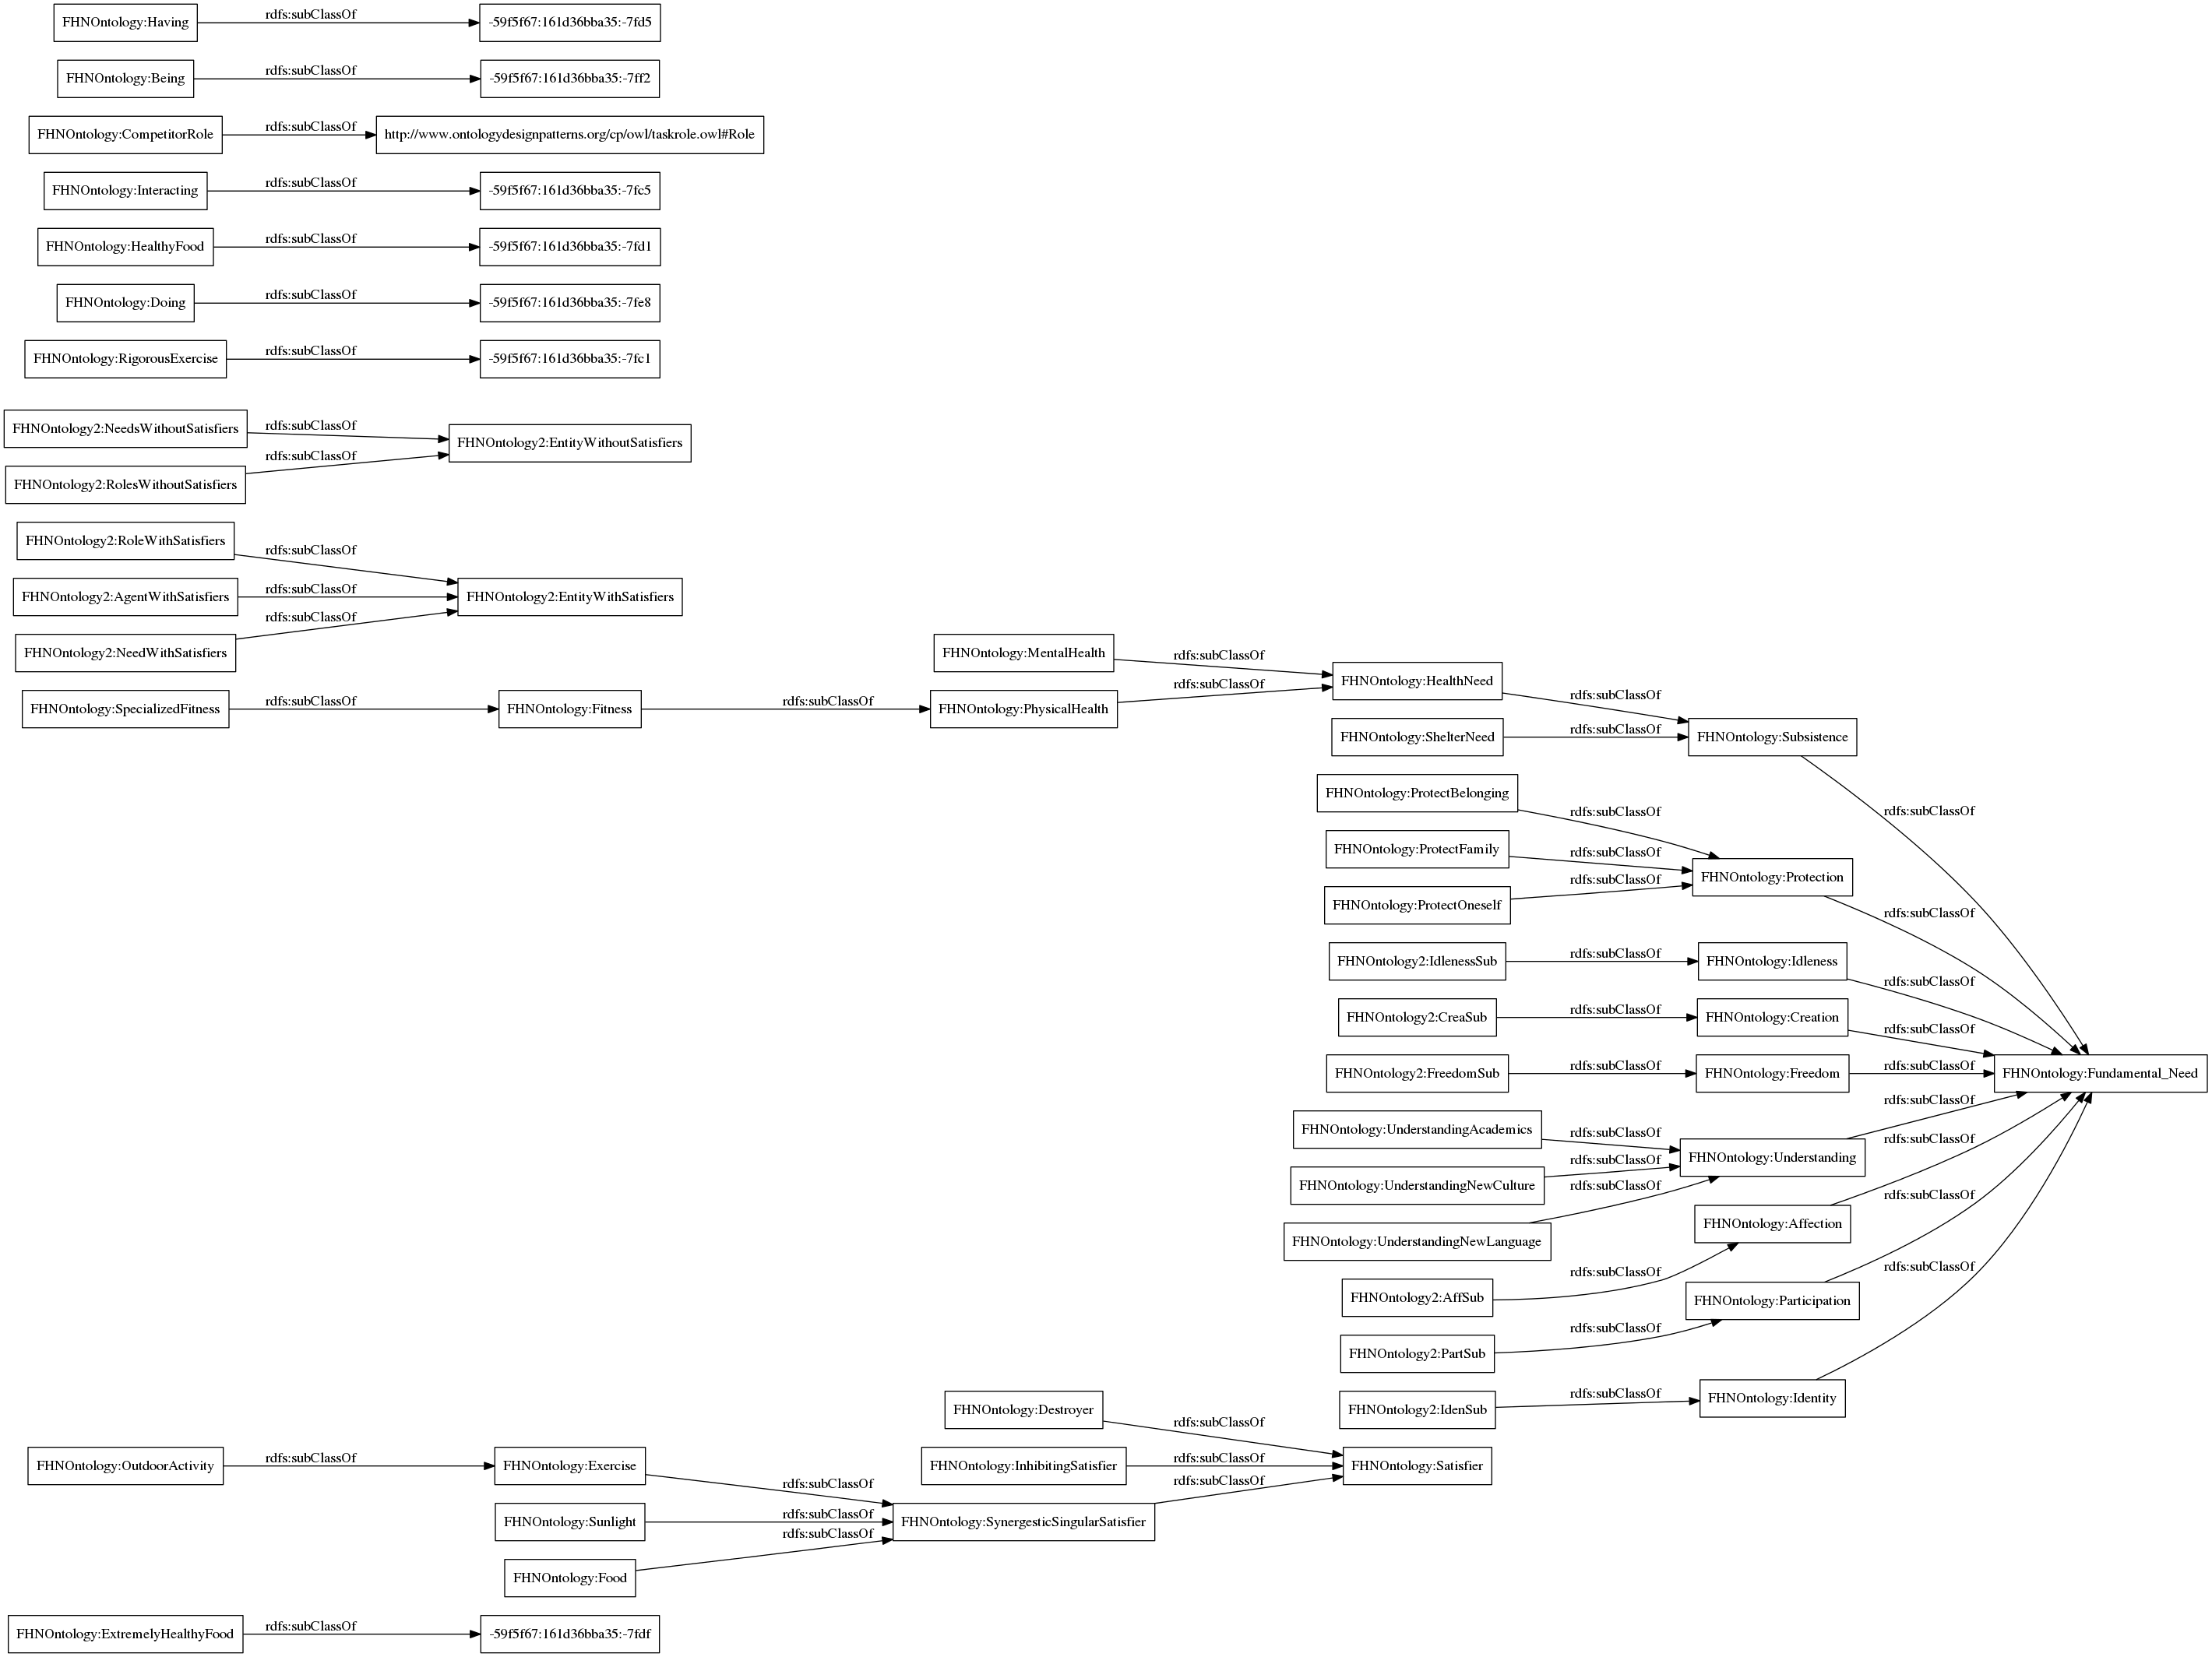 FHNOntology:Having rdfs:subClassOf -59f5f67:161d36bba35:-7fd5
FHNOntology:Being rdfs:subClassOf -59f5f67:161d36bba35:-7ff2
FHNOntology:CompetitorRole rdfs:subClassOf http://www.ontologydesignpatterns.org/cp/owl/taskrole.owl#Role
FHNOntology:Interacting rdfs:subClassOf -59f5f67:161d36bba35:-7fc5
FHNOntology:HealthyFood rdfs:subClassOf -59f5f67:161d36bba35:-7fd1
FHNOntology:Doing rdfs:subClassOf -59f5f67:161d36bba35:-7fe8
FHNOntology:RigorousExercise rdfs:subClassOf -59f5f67:161d36bba35:-7fc1
FHNOntology2:NeedsWithoutSatisfiers rdfs:subClassOf
FHNOntology2:EntityWithoutSatisfiers
FHNOntology2:RolesWithoutSatisfiers rdfs:subClassOf
FHNOntology2:RoleWithSatisfiers rdfs:subClassOf
FHNOntology2:AgentWithSatisfiers rdfs:subClassOf FHNOntology2:EntityWithSatisfiers
FHNOntology2:NeedWithSatisfiers rdfs:subClassOf
FHNOntology:MentalHealth rdfs:subClassOf
FHNOntology:HealthNeed rdfs:subClassOf
FHNOntology:SpecializedFitness rdfs:subClassOf FHNOntology:Fitness rdfs:subClassOf FHNOntology:PhysicalHealth rdfs:subClassOf
FHNOntology:ShelterNeed rdfs:subClassOf FHNOntology:Subsistence
rdfs:subClassOf
FHNOntology:ProtectBelonging rdfs:subClassOf
FHNOntology:ProtectFamily rdfs:subClassOf
FHNOntology:Protection rdfs:subClassOf
FHNOntology:ProtectOneself rdfs:subClassOf
FHNOntology2:IdlenessSub rdfs:subClassOf FHNOntology:Idleness rdfs:subClassOf
FHNOntology2:CreaSub rdfs:subClassOf FHNOntology:Creation rdfs:subClassOf
FHNOntology2:FreedomSub rdfs:subClassOf FHNOntology:Freedom rdfs:subClassOf FHNOntology:Fundamental_Need
FHNOntology:UnderstandingAcademics rdfs:subClassOf
FHNOntology:Understanding rdfs:subClassOf
FHNOntology:UnderstandingNewCulture rdfs:subClassOf
FHNOntology:UnderstandingNewLanguage rdfs:subClassOf
FHNOntology:Affection rdfs:subClassOf
FHNOntology2:AffSub rdfs:subClassOf
FHNOntology:Participation rdfs:subClassOf
FHNOntology2:PartSub rdfs:subClassOf
FHNOntology2:IdenSub rdfs:subClassOf FHNOntology:Identity rdfs:subClassOf
FHNOntology:Destroyer rdfs:subClassOf
FHNOntology:InhibitingSatisfier rdfs:subClassOf FHNOntology:Satisfier
FHNOntology:OutdoorActivity rdfs:subClassOf FHNOntology:Exercise rdfs:subClassOf
FHNOntology:Sunlight rdfs:subClassOf FHNOntology:SynergesticSingularSatisfier rdfs:subClassOf
FHNOntology:Food rdfs:subClassOf
FHNOntology:ExtremelyHealthyFood rdfs:subClassOf -59f5f67:161d36bba35:-7fdf